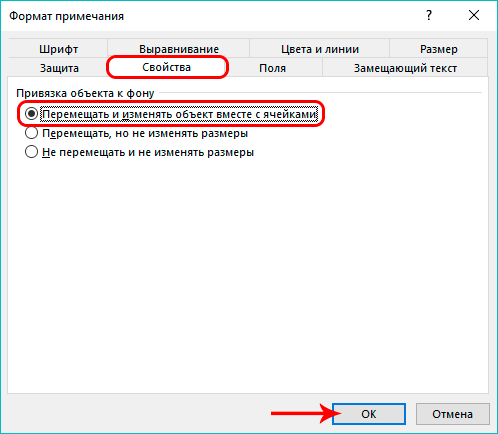 Формат примечания
?
Шрифт Выравнивание Цвета и линии Размер
Защита Свойства Поля Замещающий текст
Привязка объекта к фону
Перемещать и изменять объект вместе с ячейками
Перемещать, но не изменять размеры
Не перемещать и не изменять размеры
ОК Отмена